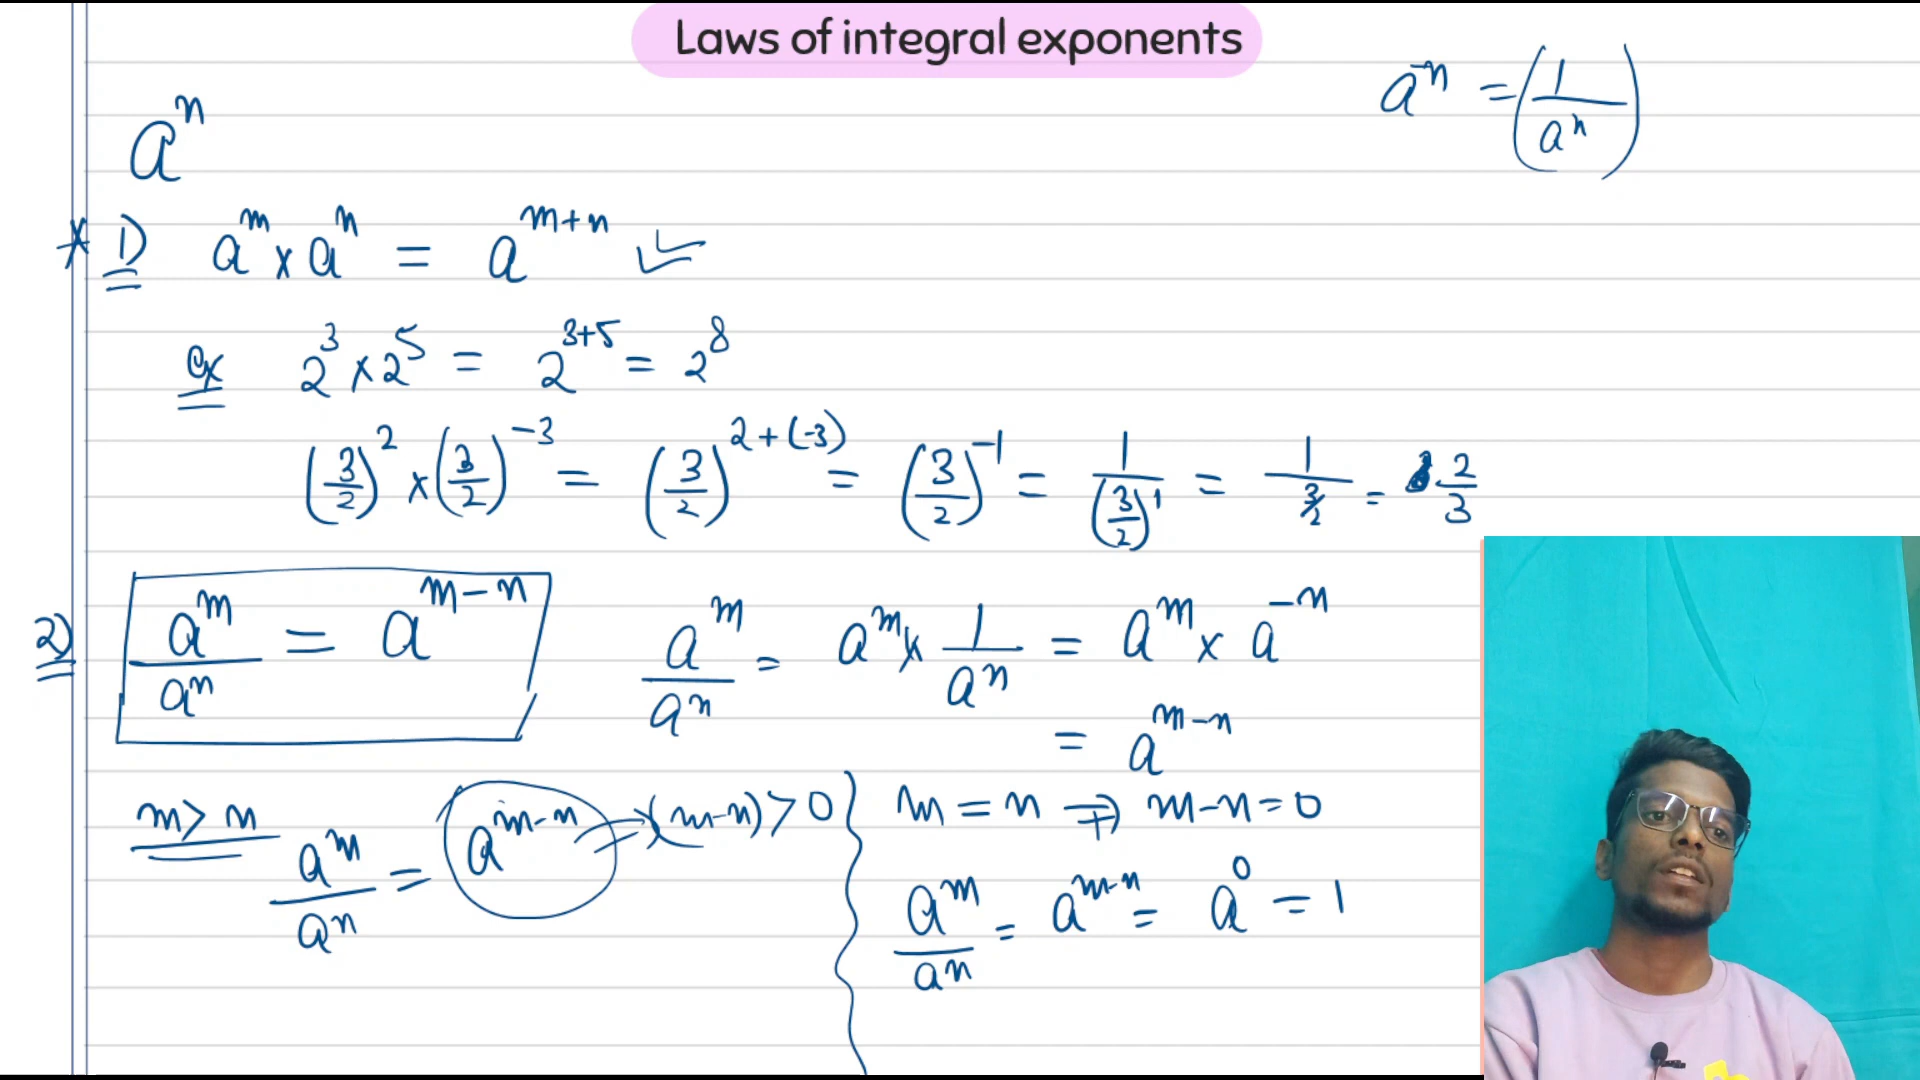 Laws of integral exponents
a^-n = (1/a^n)
a^n
* 1) a^m × a^n = a^(m+n)
ex 2^3 × 2^5 = 2^(3+5) = 2^8
(3/2)^2 × (3/2)^-3 = (3/2)^(2+(-3)) = (3/2)^-1 = 1/(3/2)^1 = 1/(3/2) = 2/3
2) a^m/a^n = a^(m-n)
a^m/a^n = a^m × 1/a^n = a^m × a^-n
= a^(m-n)
m > n
a^m/a^n = a^(m-n) → (m-n) > 0
m = n ⇒ m-n = 0
a^m/a^n = a^(m-n) = a^0 = 1